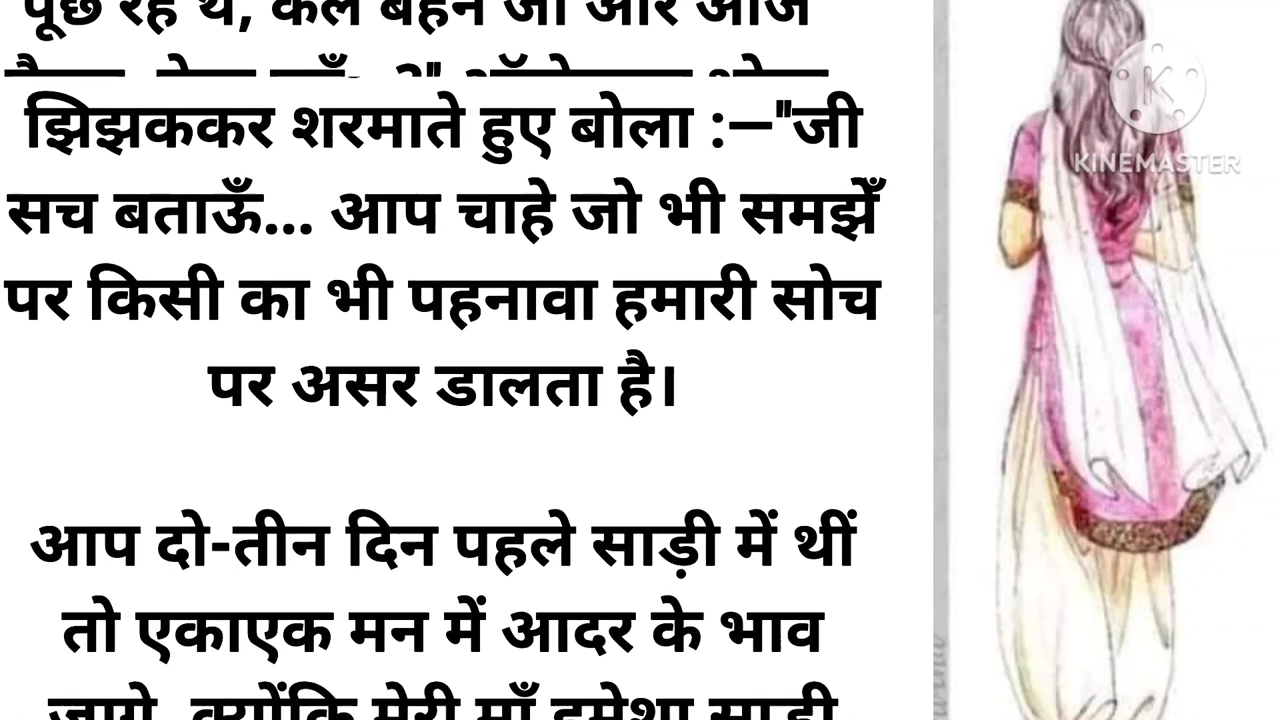 पूछ रहे थे, कल बहन जी और आज
झिझककर शरमाते हुए बोला :—"जी
सच बताऊँ... आप चाहे जो भी समझेँ
पर किसी का भी पहनावा हमारी सोच
पर असर डालता है।
आप दो-तीन दिन पहले साड़ी में थीं
तो एकाएक मन में आदर के भाव
जागे, क्योंकि मेरी माँ हमेशा साड़ी
KINEMASTER